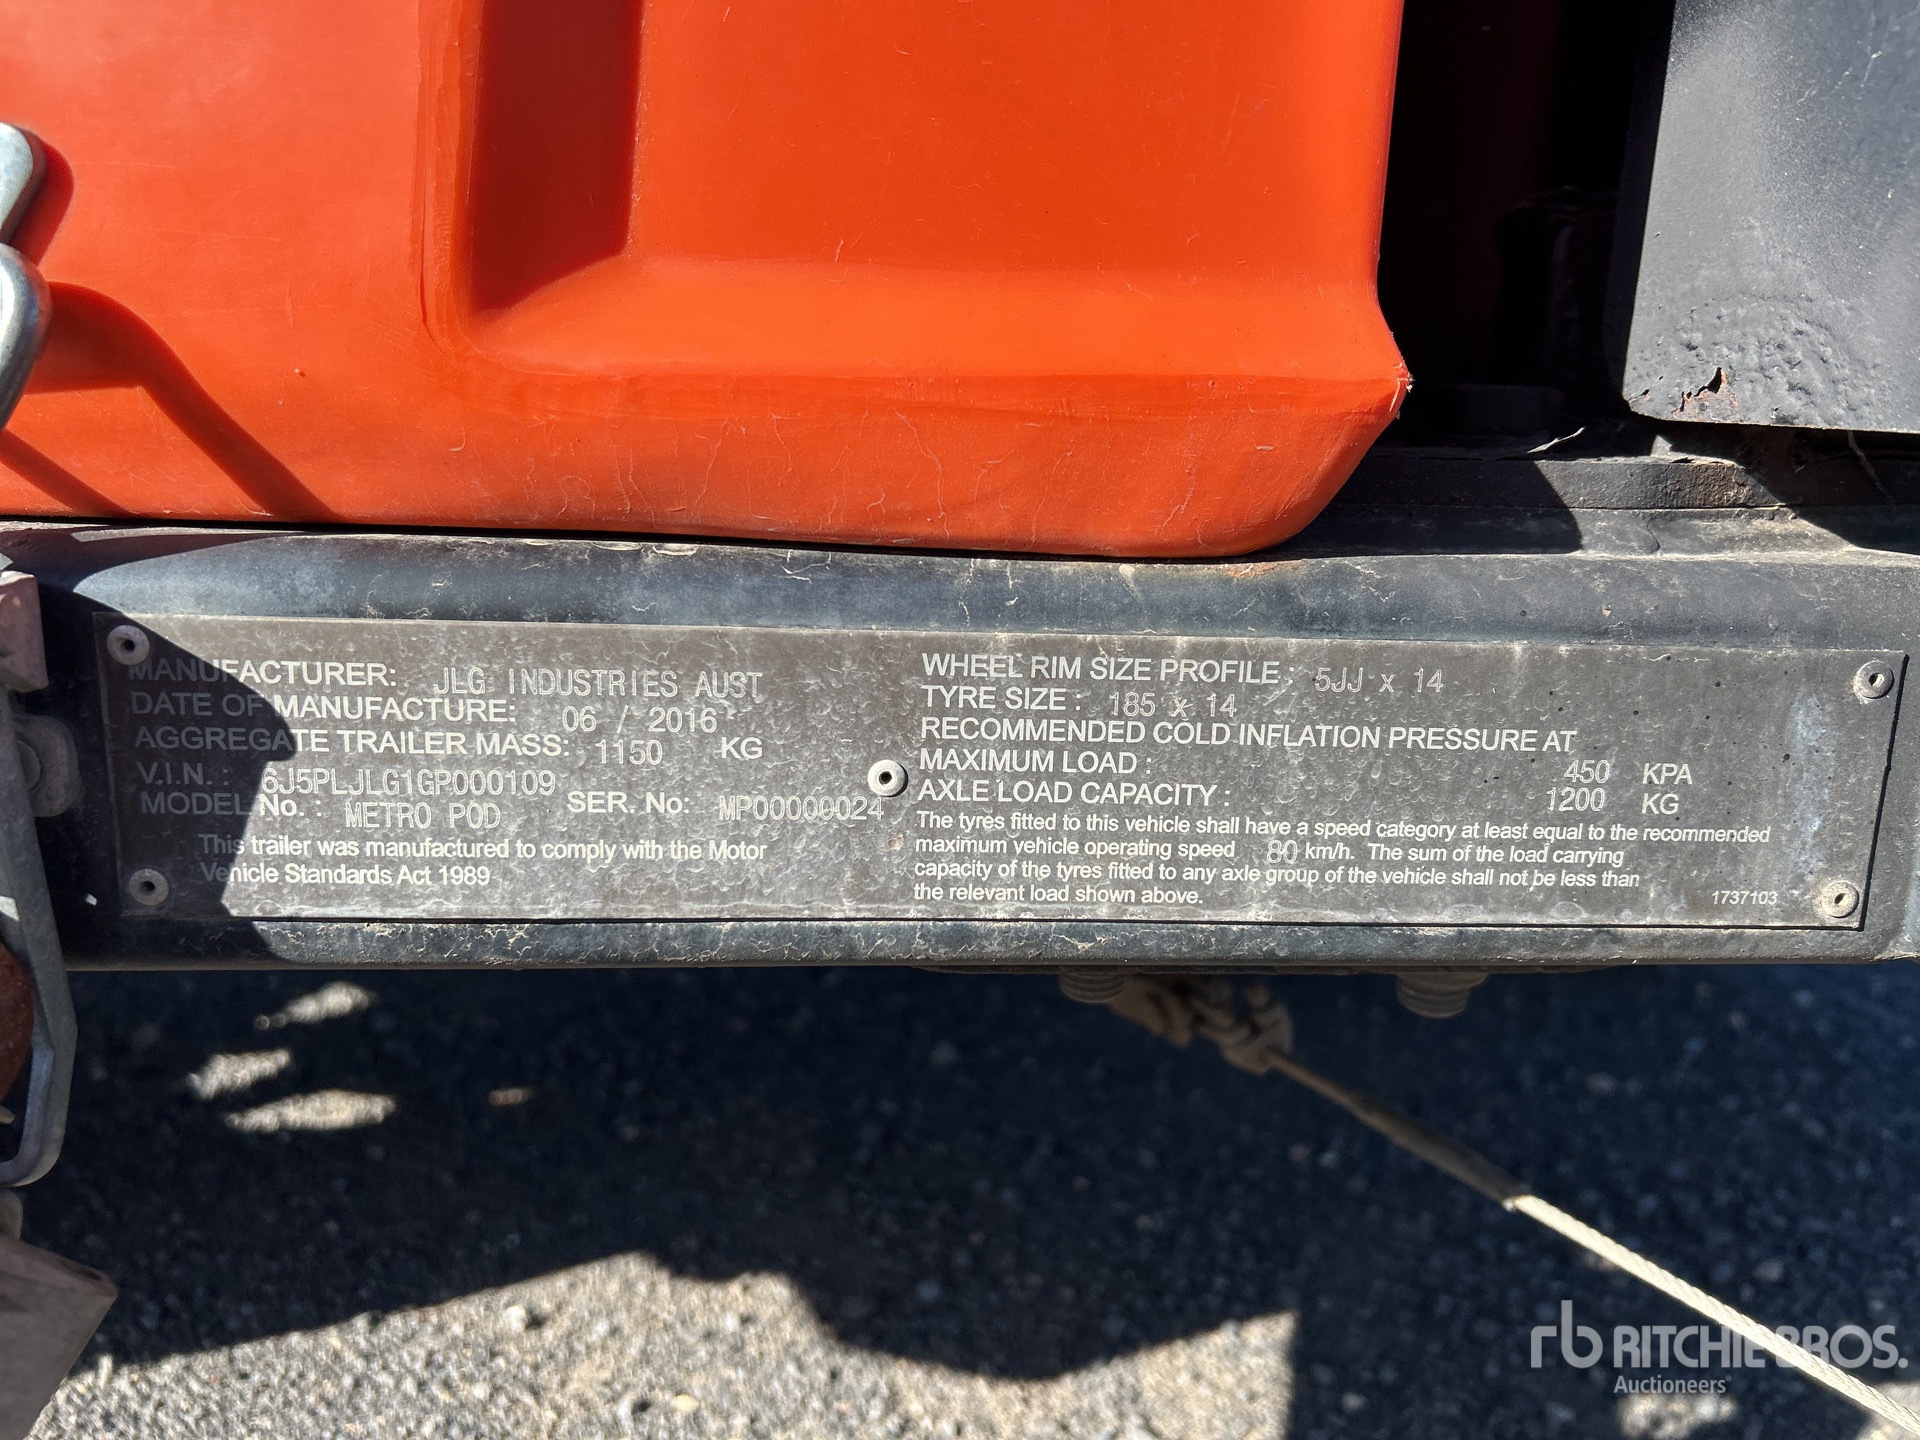 MANUFACTURER: JLG INDUSTRIES AUST
DATE OF MANUFACTURE: 06 / 2016
AGGREGATE TRAILER MASS: 1150 KG
V.I.N. : 6J5PLJLG1GP000109
MODEL No. : METRO POD SER. No: MP00000024
This trailer was manufactured to comply with the Motor
Vehicle Standards Act 1989
WHEEL RIM SIZE PROFILE : 5JJ x 14
TYRE SIZE : 185 x 14
RECOMMENDED COLD INFLATION PRESSURE AT
MAXIMUM LOAD : 450 KPA
AXLE LOAD CAPACITY : 1200 KG
The tyres fitted to this vehicle shall have a speed category at least equal to the recommended
maximum vehicle operating speed 80 km/h. The sum of the load carrying
capacity of the tyres fitted to any axle group of the vehicle shall not be less than
the relevant load shown above.
1737103
rb RITCHIE BROS.
Auctioneers